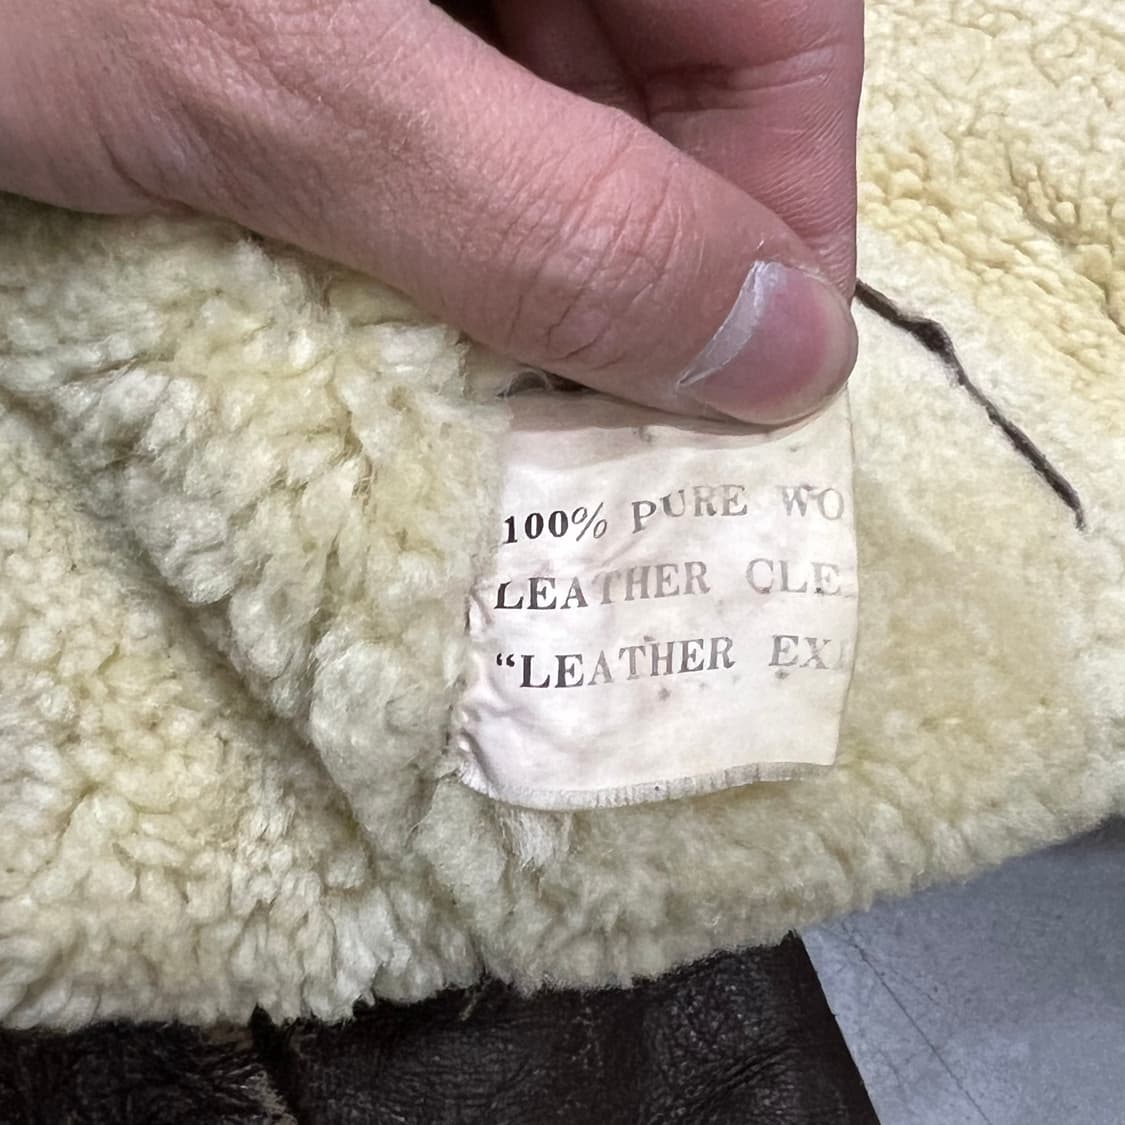 100% PURE WO
LEATHER CLE
“LEATHER EX